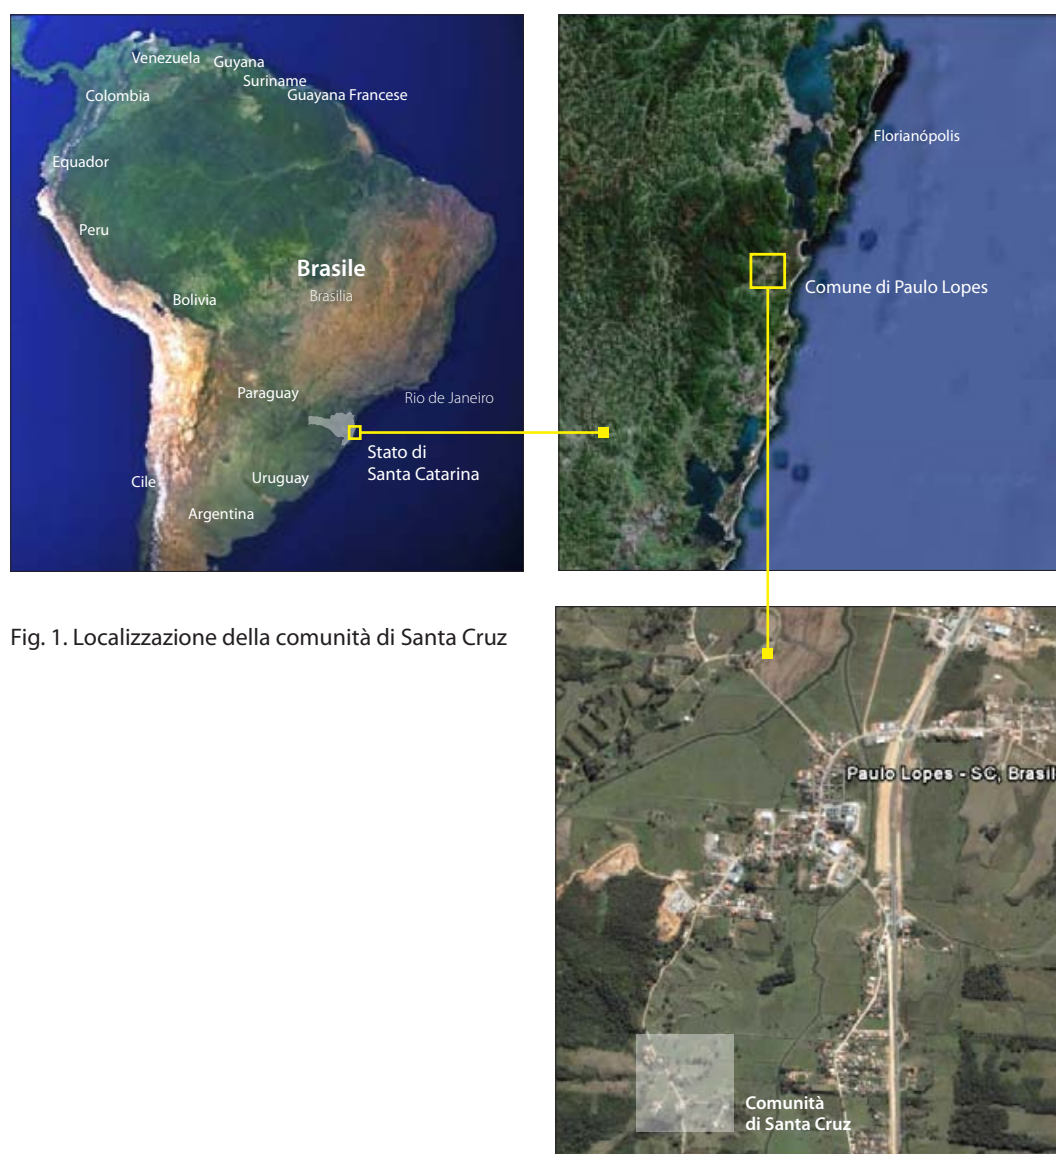 Venezuela
Guyana
Suriname
Guayana Francese
Colombia
Equador
Peru
Brasile
Brasilia
Bolivia
Paraguay
Rio de Janeiro
Stato di
Santa Catarina
Cile
Uruguay
Argentina
Florianópolis
Comune di Paulo Lopes
Fig. 1. Localizzazione della comunità di Santa Cruz
Paulo Lopes - SC, Brasil
Comunità
di Santa Cruz